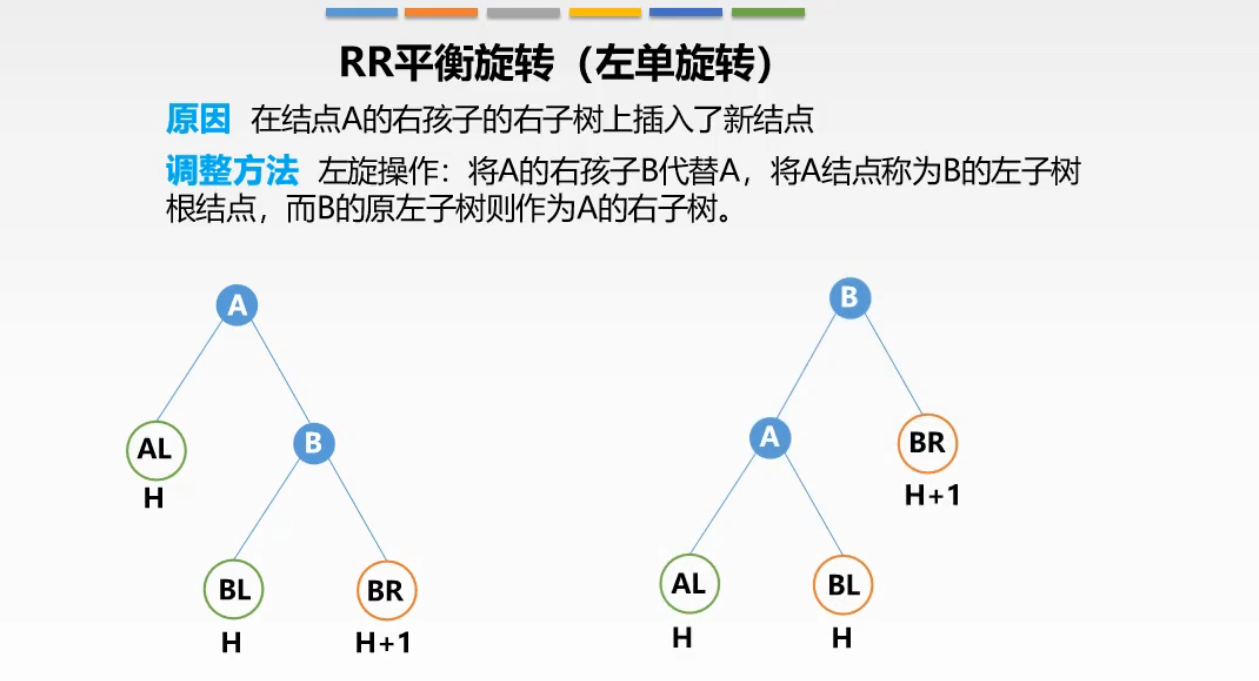 RR平衡旋转（左单旋转）
原因 在结点A的右孩子的右子树上插入了新结点
调整方法 左旋操作：将A的右孩子B代替A，将A结点称为B的左子树
根结点，而B的原左子树则作为A的右子树。
A
B
AL
B
A
BR
H
H+1
BL
BR
AL
BL
H
H+1
H
H